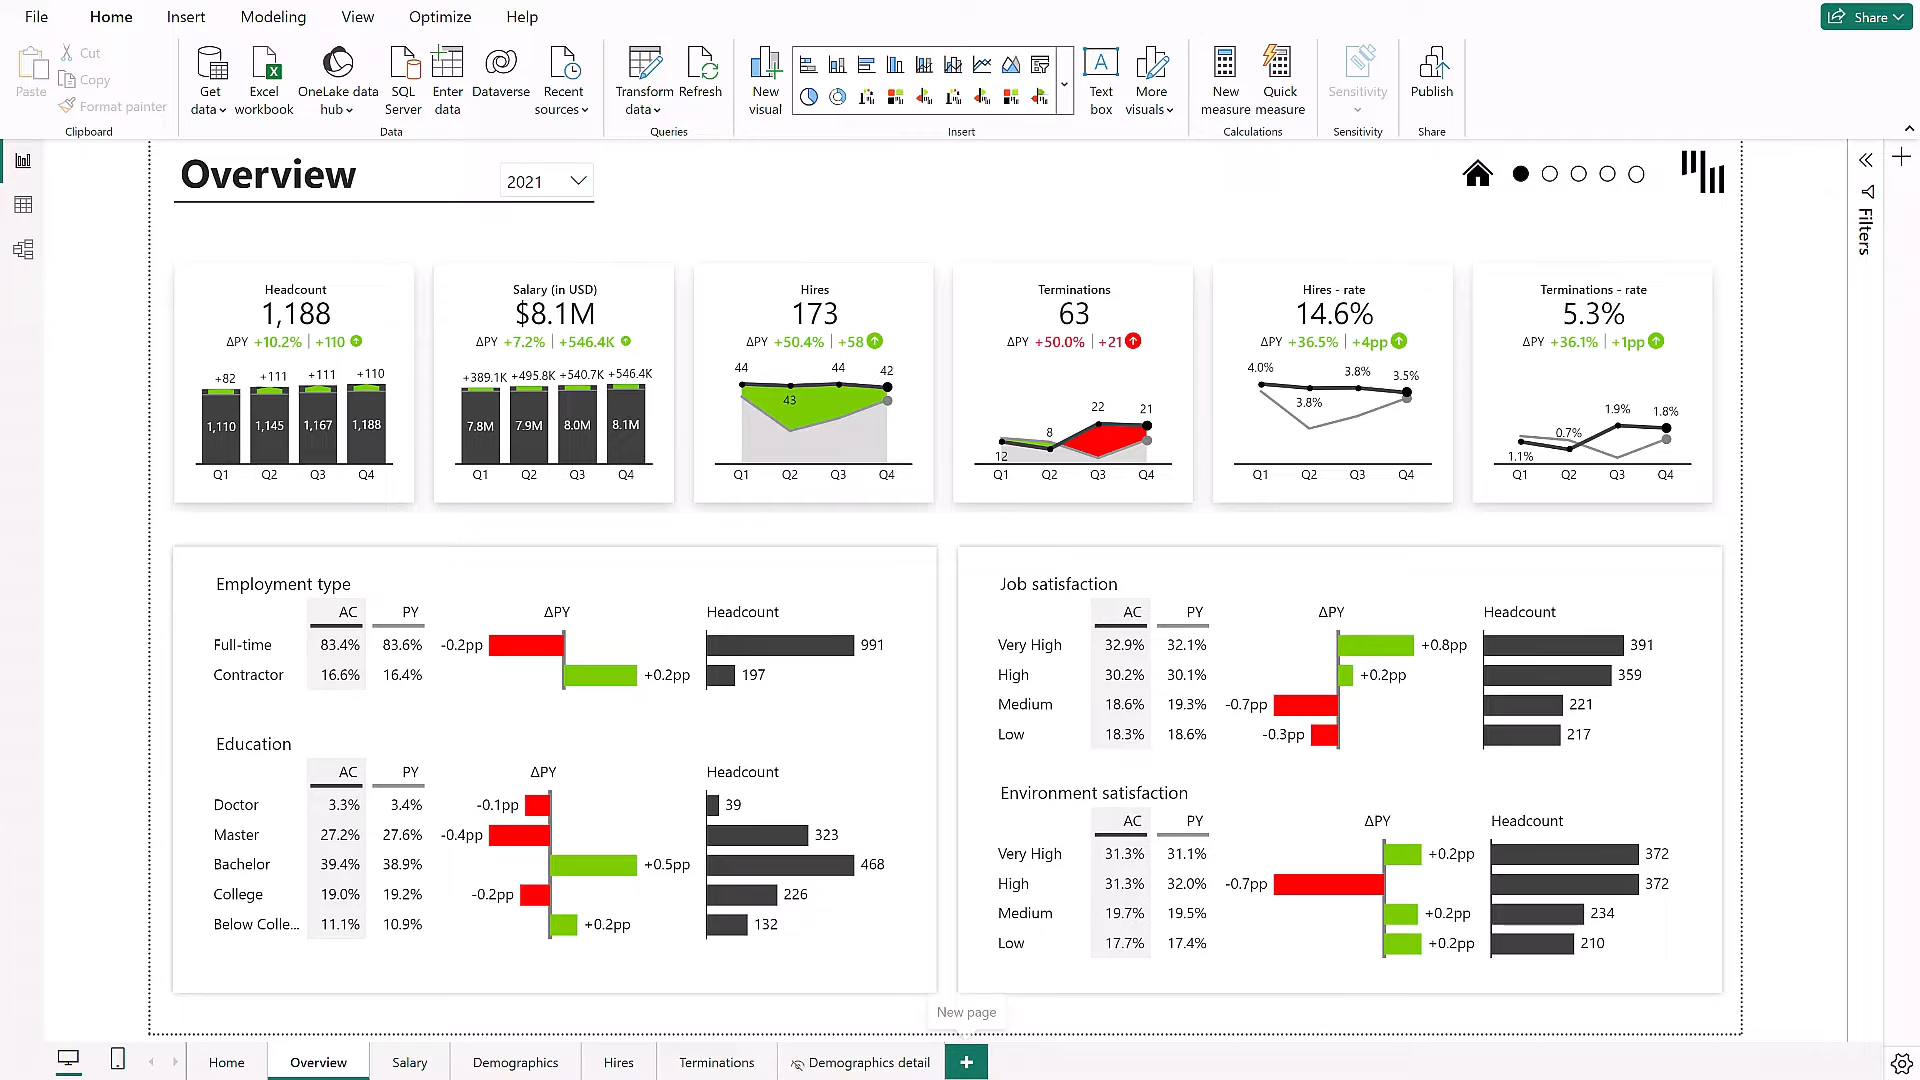 File Home Insert Modeling View Optimize Help Share
Paste Cut
Copy
Format painter
Clipboard
Get data
Excel workbook
OneLake data hub
SQL Server
Enter data
Dataverse
Recent sources
Data
Transform data
Refresh
Queries
New visual
Text box
More visuals
Insert
New measure
Quick measure
Calculations
Sensitivity
Sensitivity
Publish
Share
Overview 2021
Filters
Headcount
1,188
ΔPY +10.2% | +110
+82 +111 +111 +110
1,110 1,145 1,167 1,188
Q1 Q2 Q3 Q4
Salary (in USD)
$8.1M
ΔPY +7.2% | +546.4K
+389.1K +495.8K +540.7K +546.4K
7.8M 7.9M 8.0M 8.1M
Q1 Q2 Q3 Q4
Hires
173
ΔPY +50.4% | +58
44 43 44 42
Q1 Q2 Q3 Q4
Terminations
63
ΔPY +50.0% | +21
12 8 22 21
Q1 Q2 Q3 Q4
Hires - rate
14.6%
ΔPY +36.5% | +4pp
4.0% 3.8% 3.8% 3.5%
Q1 Q2 Q3 Q4
Terminations - rate
5.3%
ΔPY +36.1% | +1pp
1.1% 0.7% 1.9% 1.8%
Q1 Q2 Q3 Q4
Employment type
AC PY ΔPY Headcount
Full-time 83.4% 83.6% -0.2pp 991
Contractor 16.6% 16.4% +0.2pp 197
Education
AC PY ΔPY Headcount
Doctor 3.3% 3.4% -0.1pp 39
Master 27.2% 27.6% -0.4pp 323
Bachelor 39.4% 38.9% +0.5pp 468
College 19.0% 19.2% -0.2pp 226
Below Colle... 11.1% 10.9% +0.2pp 132
Job satisfaction
AC PY ΔPY Headcount
Very High 32.9% 32.1% +0.8pp 391
High 30.2% 30.1% +0.2pp 359
Medium 18.6% 19.3% -0.7pp 221
Low 18.3% 18.6% -0.3pp 217
Environment satisfaction
AC PY ΔPY Headcount
Very High 31.3% 31.1% +0.2pp 372
High 31.3% 32.0% -0.7pp 372
Medium 19.7% 19.5% +0.2pp 234
Low 17.7% 17.4% +0.2pp 210
New page
Home Overview Salary Demographics Hires Terminations Demographics detail +